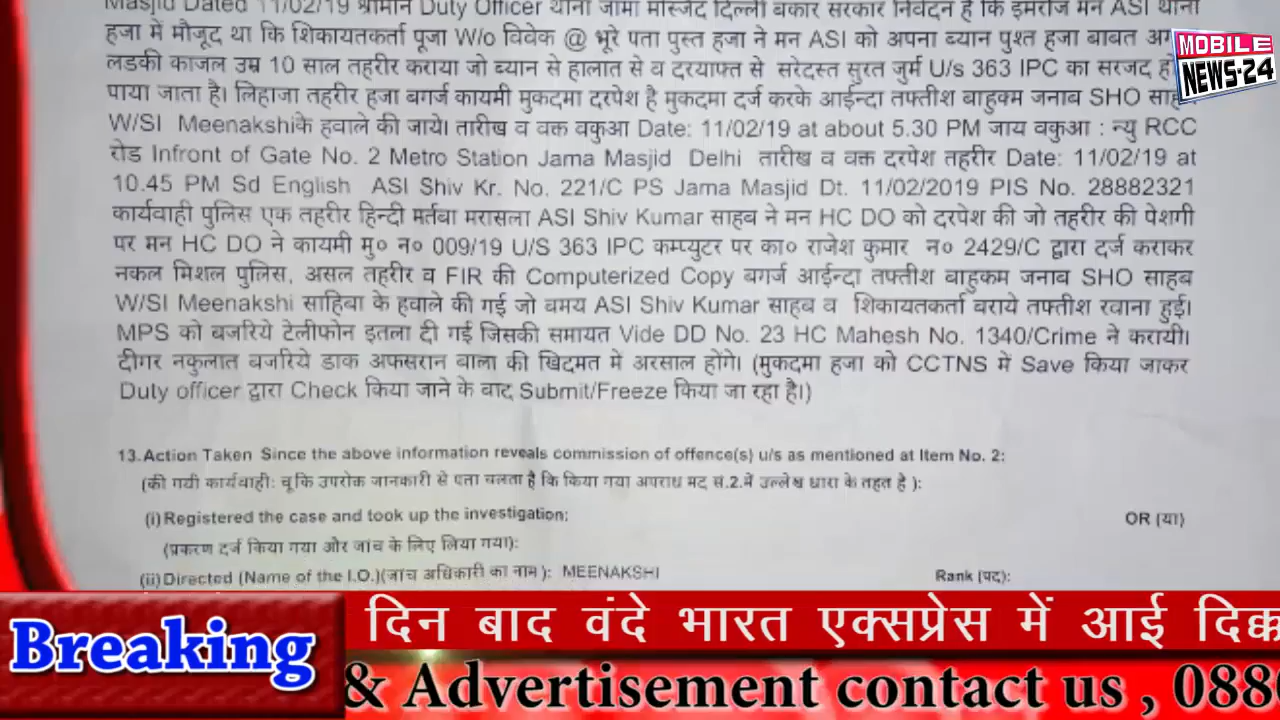 Masjid Dated 11/02/19 श्रीमान Duty Officer थाना जामा मस्जिद दिल्ली बकार सरकार निवेदन है कि इमरोज मन ASI थाना
हजा में मौजूद था कि शिकायतकर्ता पूजा W/o विवेक @ भूरे पता पुस्त हजा ने मन ASI को अपना ब्यान पुश्त हजा बाबत
लडकी काजल उम्र 10 साल तहरीर कराया जो ब्यान से हालात से व दरयाफ्त से सरेदस्त सुरत जुर्म U/s 363 IPC का सरजद
पाया जाता है। लिहाजा तहरीर हजा बगर्ज कायमी मुकदमा दरपेश है मुकदमा दर्ज करके आईन्दा तफ्तीश बाहुक्म जनाब SHO
W/SI Meenakshiके हवाले की जाये। तारीख व वक्त वकुआ Date: 11/02/19 at about 5.30 PM जाय वकुआ : न्यु RCC
रोड Infront of Gate No. 2 Metro Station Jama Masjid Delhi तारीख व वक्त दरपेश तहरीर Date: 11/02/19 at
10.45 PM Sd English ASI Shiv Kr. No. 221/C PS Jama Masjid Dt. 11/02/2019 PIS No. 28882321
कार्यवाही पुलिस एक तहरीर हिन्दी मर्तबा मरासला ASI Shiv Kumar साहब ने मन HC DO को दरपेश की जो तहरीर की पेशगी
पर मन HC DO ने कायमी मु० न० 009/19 U/S 363 IPC कम्प्युटर पर का० राजेश कुमार न० 2429/C द्वारा दर्ज कराकर
नकल मिशल पुलिस, असल तहरीर व FIR की Computerized Copy बगर्ज आईन्दा तफ्तीश बाहुकम जनाब SHO साहब
W/SI Meenakshi साहिबा के हवाले की गई जो बमय ASI Shiv Kumar साहब व शिकायतकर्ता बराये तफ्तीश रवाना हुई।
MPS को बजरिये टेलीफोन इतला दी गई जिसकी समायत Vide DD No. 23 HC Mahesh No. 1340/Crime ने करायी।
दीगर नकुलात बजरिये डाक अफसरान बाला की खिदमत मे अरसाल होंगे। (मुकदमा हजा को CCTNS में Save किया जाकर
Duty officer द्वारा Check किया जाने के बाद Submit/Freeze किया जा रहा है।)
13.Action Taken Since the above information reveals commission of offence(s) u/s as mentioned at Item No. 2:
(की गयी कार्यवाही: चूकि उपरोक्त जानकारी से पता चलता है कि किया गया अपराध मद सं.2.में उल्लेख धारा के तहत है ):
(i)Registered the case and took up the investigation: OR (या)
(प्रकरण दर्ज किया गया और जांच के लिए लिया गया):
(ii)Directed (Name of the I.O.)(जांच अधिकारी का नाम ): MEENAKSHI Rank (पद):
MOBILE
NEWS-24
Breaking
दिन बाद वंदे भारत एक्सप्रेस में आई दिक्क
& Advertisement contact us , 088